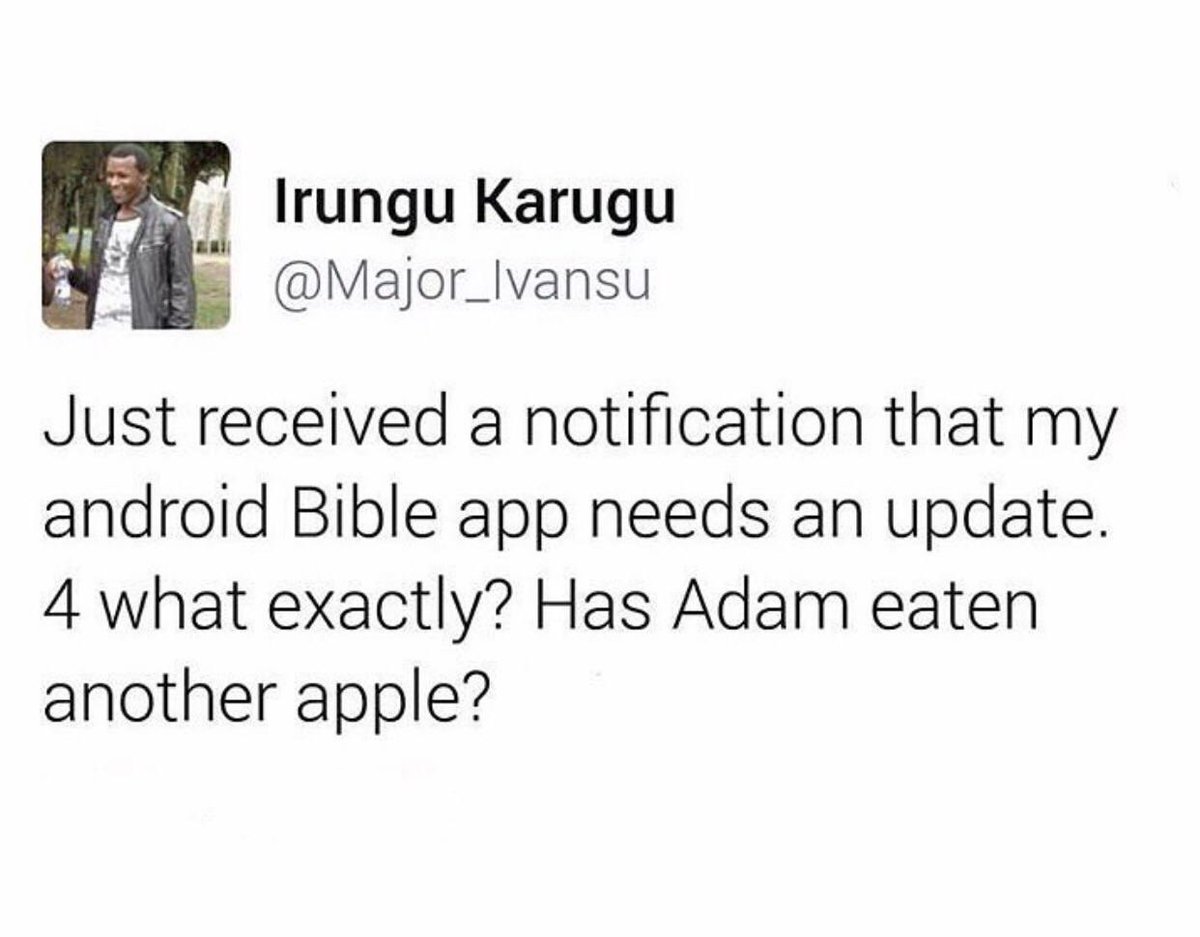 Irungu Karugu
@Major_Ivansu
Just received a notification that my
android Bible app needs an update.
4 what exactly? Has Adam eaten
another apple?